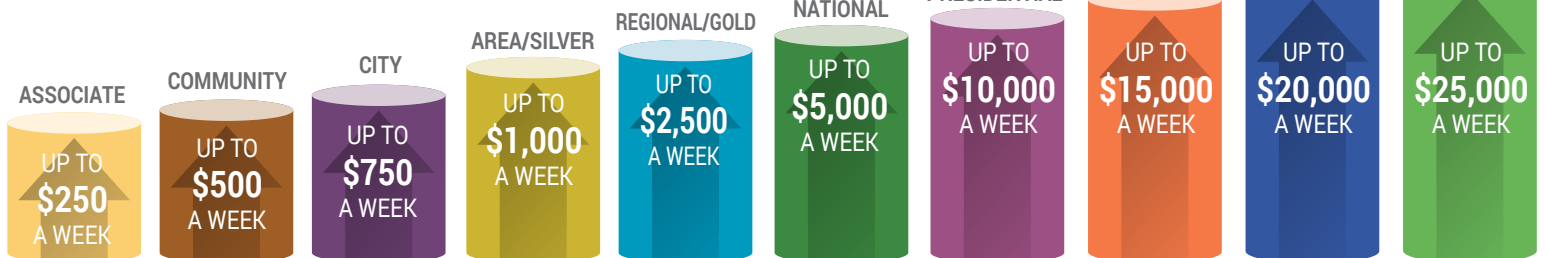 ASSOCIATE
UP TO
$250
A WEEK
COMMUNITY
UP TO
$500
A WEEK
CITY
UP TO
$750
A WEEK
AREA/SILVER
UP TO
$1,000
A WEEK
REGIONAL/GOLD
UP TO
$2,500
A WEEK
NATIONAL
UP TO
$5,000
A WEEK
PRESIDENTIAL
UP TO
$10,000
A WEEK
UP TO
$15,000
A WEEK
UP TO
$20,000
A WEEK
UP TO
$25,000
A WEEK